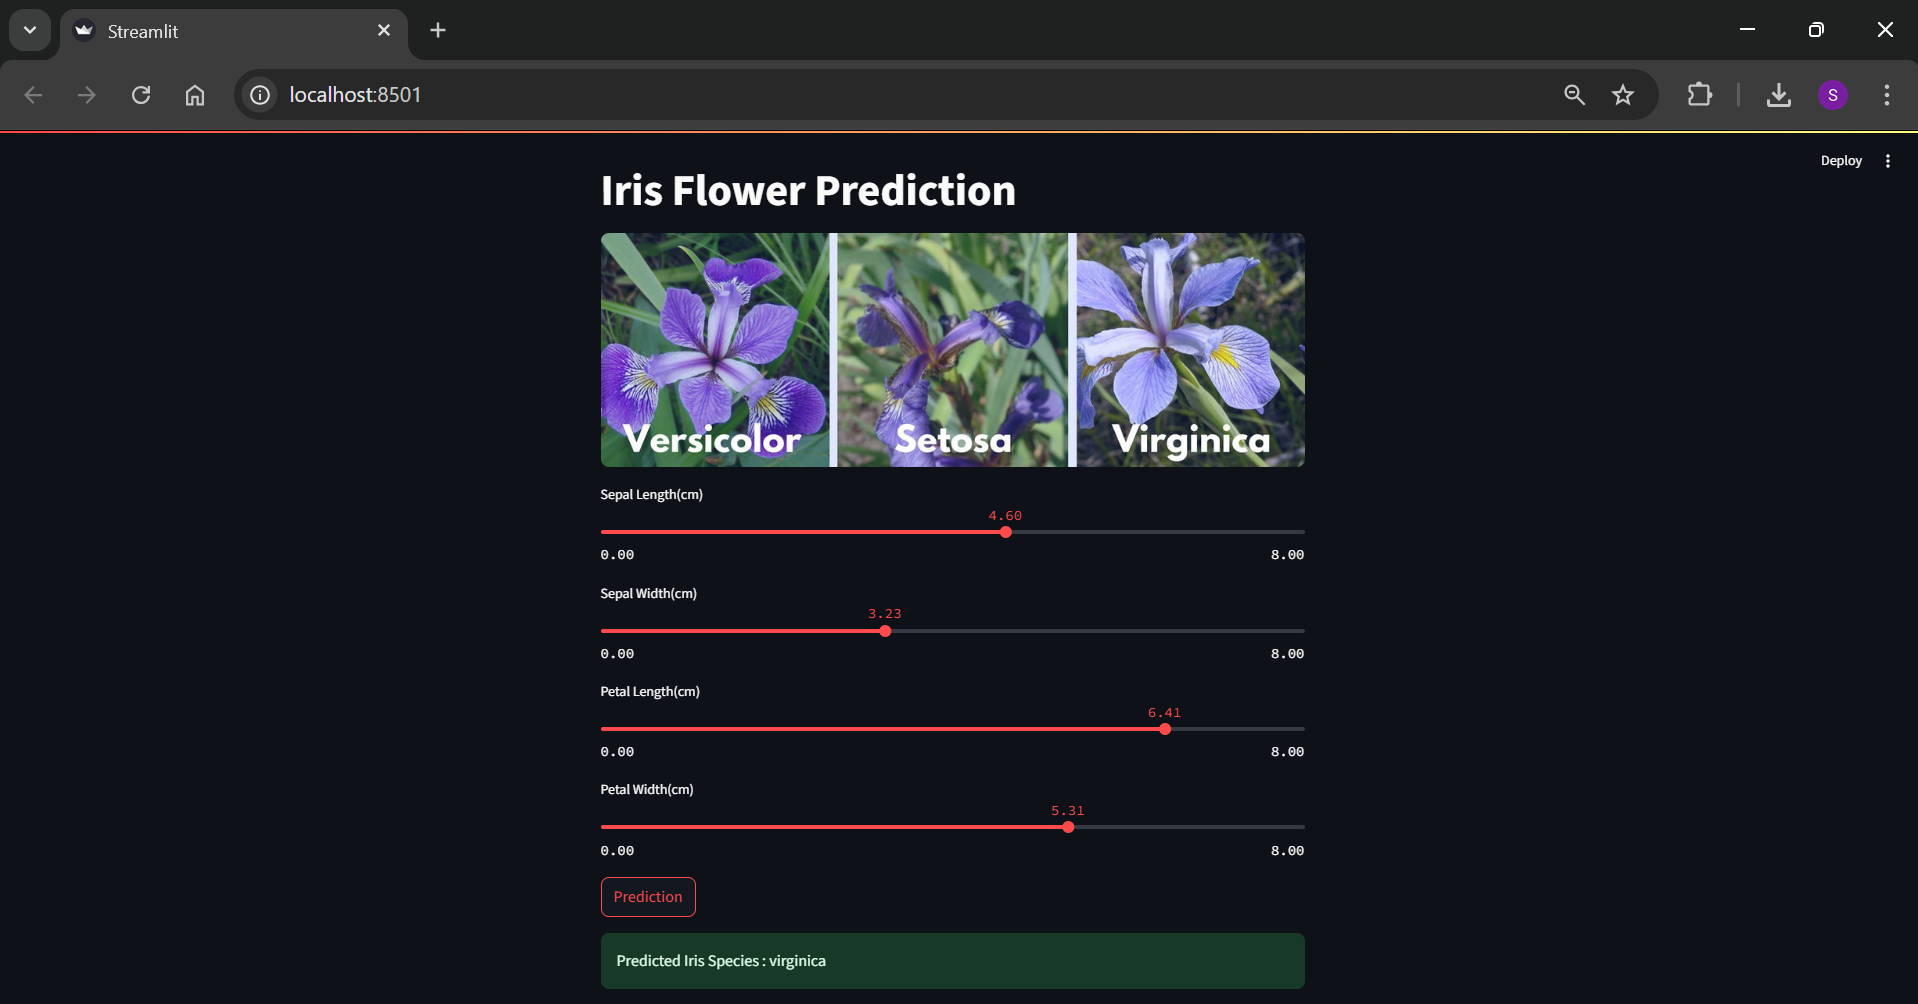 Streamlit
localhost:8501
S
Deploy
Iris Flower Prediction
Versicolor Setosa Virginica
Sepal Length(cm)
4.60
0.00 8.00
Sepal Width(cm)
3.23
0.00 8.00
Petal Length(cm)
6.41
0.00 8.00
Petal Width(cm)
5.31
0.00 8.00
Prediction
Predicted Iris Species : virginica